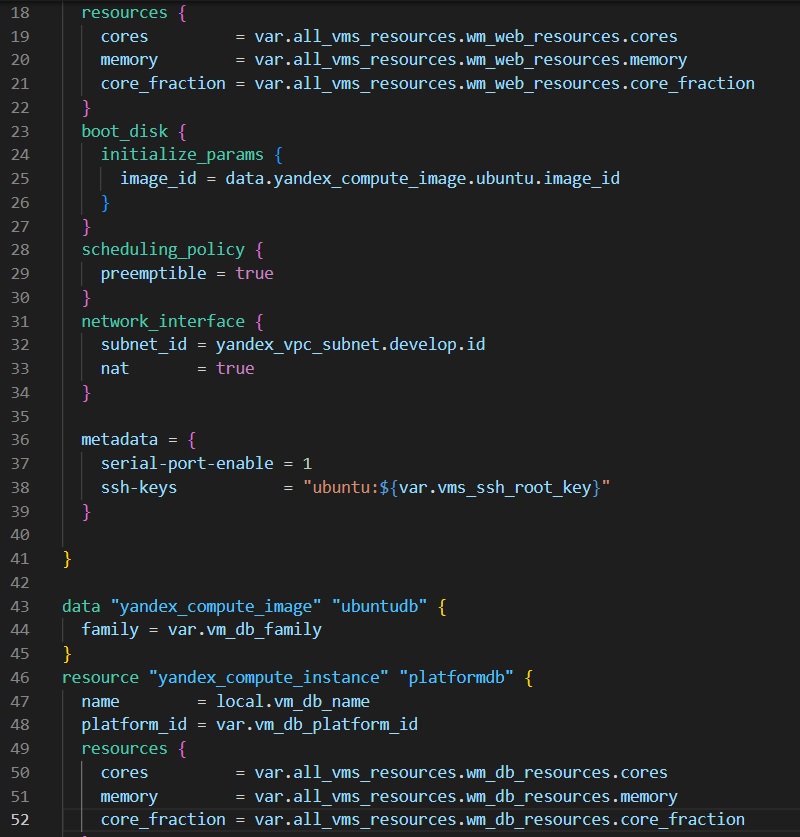 18 resources {
19 cores = var.all_vms_resources.wm_web_resources.cores
20 memory = var.all_vms_resources.wm_web_resources.memory
21 core_fraction = var.all_vms_resources.wm_web_resources.core_fraction
22 }
23 boot_disk {
24 initialize_params {
25 image_id = data.yandex_compute_image.ubuntu.image_id
26 }
27 }
28 scheduling_policy {
29 preemptible = true
30 }
31 network_interface {
32 subnet_id = yandex_vpc_subnet.develop.id
33 nat = true
34 }
35
36 metadata = {
37 serial-port-enable = 1
38 ssh-keys = "ubuntu:${var.vms_ssh_root_key}"
39 }
40
41 }
42
43 data "yandex_compute_image" "ubuntudb" {
44 family = var.vm_db_family
45 }
46 resource "yandex_compute_instance" "platformdb" {
47 name = local.vm_db_name
48 platform_id = var.vm_db_platform_id
49 resources {
50 cores = var.all_vms_resources.wm_db_resources.cores
51 memory = var.all_vms_resources.wm_db_resources.memory
52 core_fraction = var.all_vms_resources.wm_db_resources.core_fraction